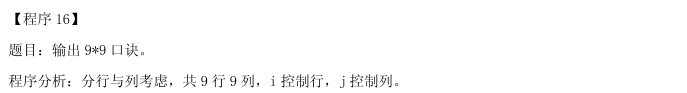 【程序 16】
题目：输出 9*9 口诀。
程序分析：分行与列考虑，共 9 行 9 列，i 控制行，j 控制列。